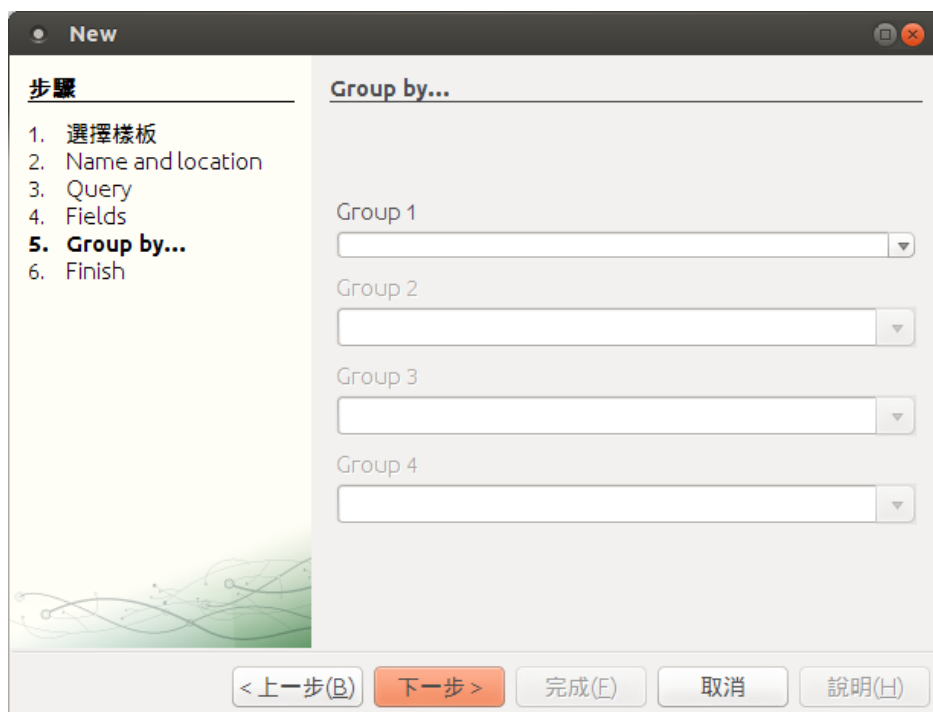 New
步驟
1. 選擇樣板
2. Name and location
3. Query
4. Fields
5. Group by...
6. Finish
Group by...
Group 1
Group 2
Group 3
Group 4
< 上一步(B)
下一步 >
完成(F)
取消
說明(H)